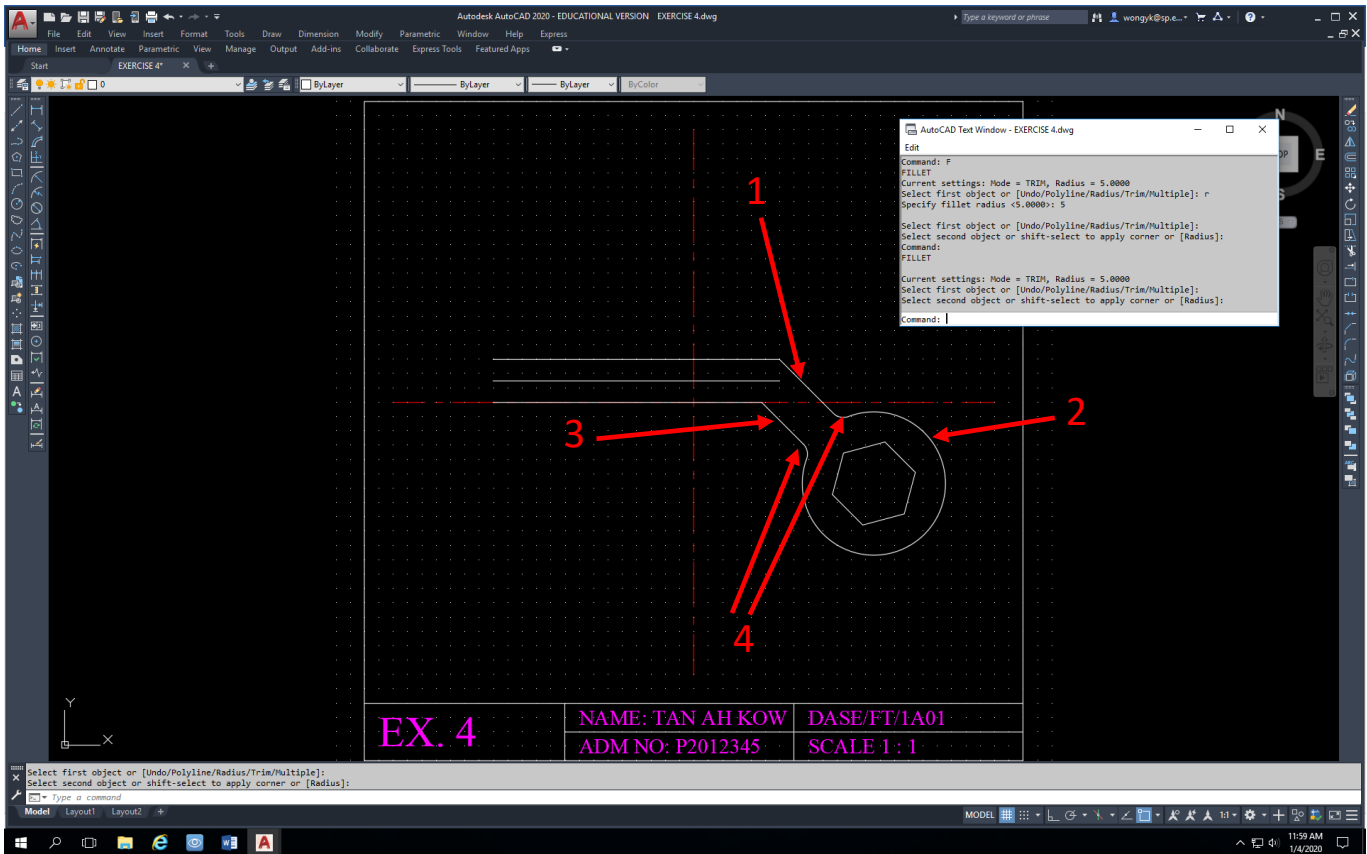 Autodesk AutoCAD 2020 - EDUCATIONAL VERSION EXERCISE 4.dwg
Type a keyword or phrase
wongyk@sp.e...
File Edit View Insert Format Tools Draw Dimension Modify Parametric Window Help Express
Home Insert Annotate Parametric View Manage Output Add-ins Collaborate Express Tools Featured Apps
Start EXERCISE 4*
0 ByLayer ByLayer ByLayer ByColor
AutoCAD Text Window - EXERCISE 4.dwg
Edit
Command: F
FILLET
Current settings: Mode = TRIM, Radius = 5.0000
Select first object or [Undo/Polyline/Radius/Trim/Multiple]: r
Specify fillet radius <5.0000>: 5
Select first object or [Undo/Polyline/Radius/Trim/Multiple]:
Select second object or shift-select to apply corner or [Radius]:
Command:
FILLET
Current settings: Mode = TRIM, Radius = 5.0000
Select first object or [Undo/Polyline/Radius/Trim/Multiple]:
Select second object or shift-select to apply corner or [Radius]:
Command:
N
E
S
1
2
3
4
Y
X
EX. 4
NAME: TAN AH KOW
DASE/FT/1A01
ADM NO: P2012345
SCALE 1 : 1
Select first object or [Undo/Polyline/Radius/Trim/Multiple]:
Select second object or shift-select to apply corner or [Radius]:
Type a command
Model Layout1 Layout2
MODEL
1:1
11:59 AM
1/4/2020